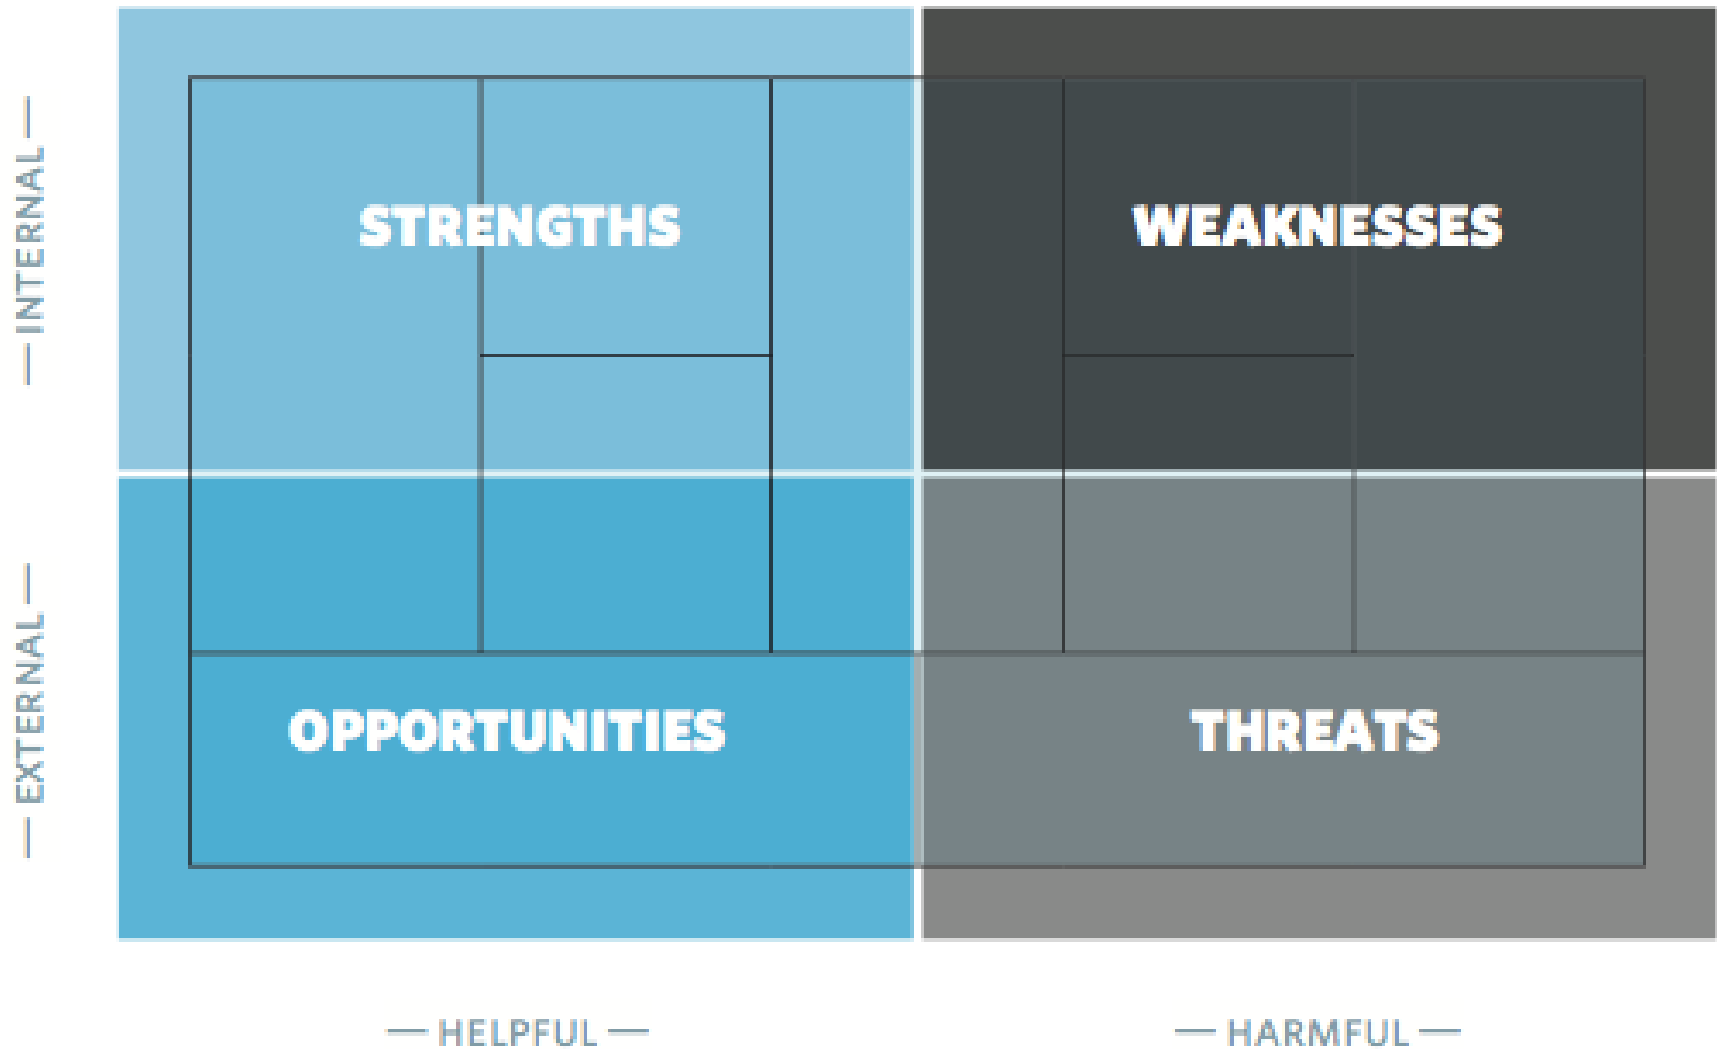 INTERNAL
STRENGTHS
WEAKNESSES
EXTERNAL
OPPORTUNITIES
THREATS
HELPFUL
HARMFUL